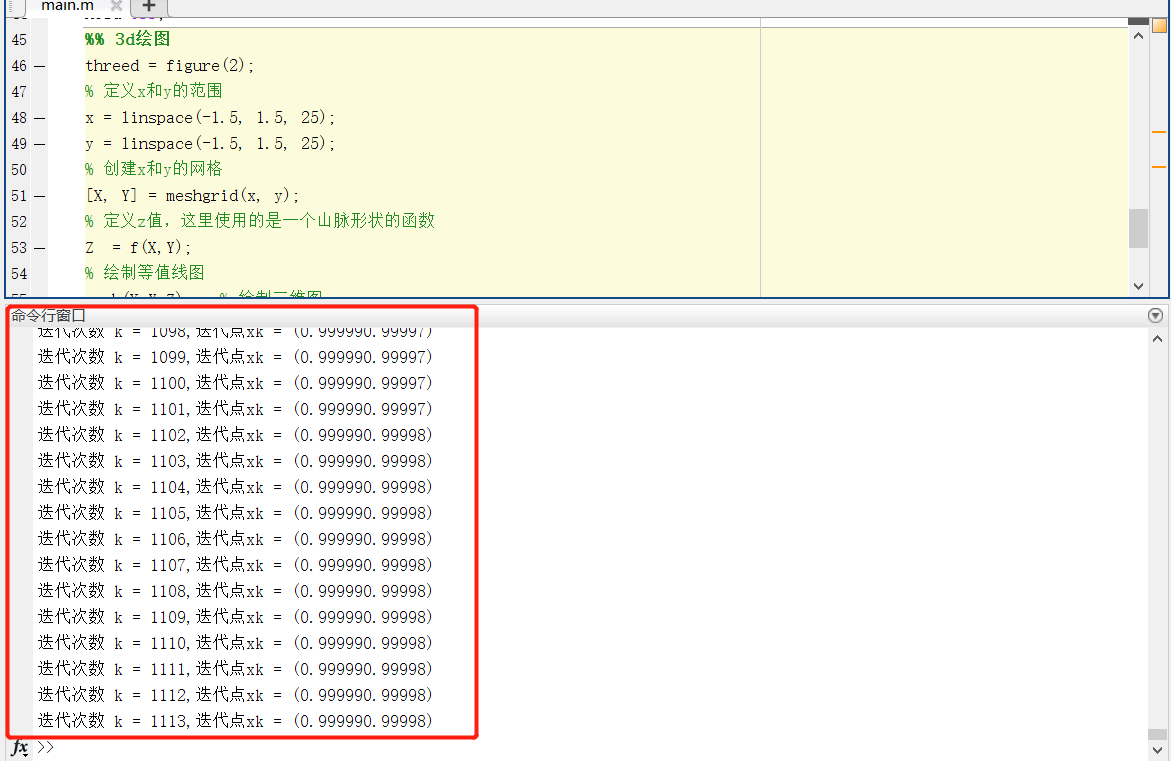 main.m
45 %% 3d绘图
46 — threed = figure(2);
47 % 定义x和y的范围
48 — x = linspace(-1.5, 1.5, 25);
49 — y = linspace(-1.5, 1.5, 25);
50 % 创建x和y的网格
51 — [X, Y] = meshgrid(x, y);
52 % 定义z值，这里使用的是一个山脉形状的函数
53 — Z  = f(X,Y);
54 % 绘制等值线图
命令行窗口
迭代次数 k = 1098,迭代点xk = (0.999990.99997)
迭代次数 k = 1099,迭代点xk = (0.999990.99997)
迭代次数 k = 1100,迭代点xk = (0.999990.99997)
迭代次数 k = 1101,迭代点xk = (0.999990.99997)
迭代次数 k = 1102,迭代点xk = (0.999990.99998)
迭代次数 k = 1103,迭代点xk = (0.999990.99998)
迭代次数 k = 1104,迭代点xk = (0.999990.99998)
迭代次数 k = 1105,迭代点xk = (0.999990.99998)
迭代次数 k = 1106,迭代点xk = (0.999990.99998)
迭代次数 k = 1107,迭代点xk = (0.999990.99998)
迭代次数 k = 1108,迭代点xk = (0.999990.99998)
迭代次数 k = 1109,迭代点xk = (0.999990.99998)
迭代次数 k = 1110,迭代点xk = (0.999990.99998)
迭代次数 k = 1111,迭代点xk = (0.999990.99998)
迭代次数 k = 1112,迭代点xk = (0.999990.99998)
迭代次数 k = 1113,迭代点xk = (0.999990.99998)
fx >>